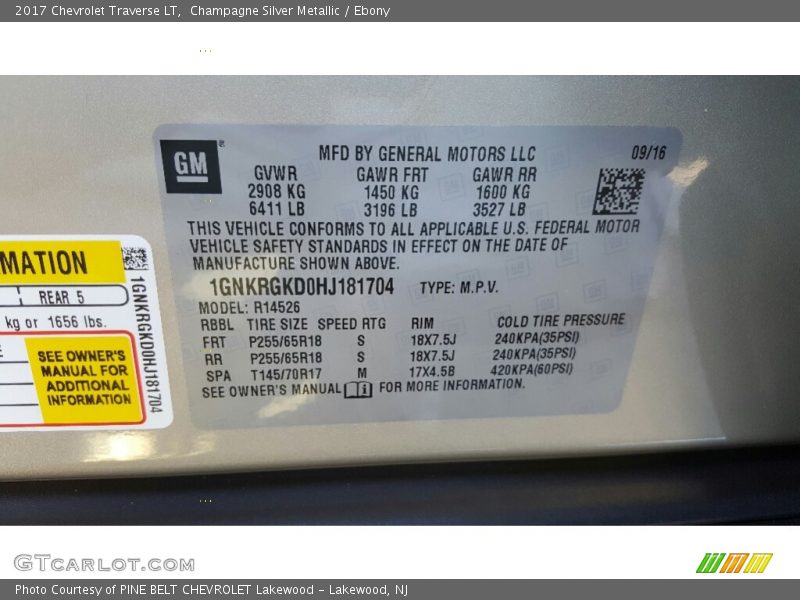 2017 Chevrolet Traverse LT, Champagne Silver Metallic / Ebony
GM
MFD BY GENERAL MOTORS LLC 09/16
GVWR GAWR FRT GAWR RR
2908 KG 1450 KG 1600 KG
6411 LB 3196 LB 3527 LB
THIS VEHICLE CONFORMS TO ALL APPLICABLE U.S. FEDERAL MOTOR
VEHICLE SAFETY STANDARDS IN EFFECT ON THE DATE OF
MANUFACTURE SHOWN ABOVE.
1GNKRGKD0HJ181704 TYPE: M.P.V.
MODEL: R14526
RBBL TIRE SIZE SPEED RTG RIM COLD TIRE PRESSURE
FRT P255/65R18 S 18X7.5J 240KPA(35PSI)
RR P255/65R18 S 18X7.5J 240KPA(35PSI)
SPA T145/70R17 M 17X4.5B 420KPA(60PSI)
SEE OWNER'S MANUAL FOR MORE INFORMATION.
MATION
REAR 5
kg or 1656 lbs.
SEE OWNER'S
MANUAL FOR
ADDITIONAL
INFORMATION
1GNKRGKD0HJ181704
GTCARLOT.COM
Photo Courtesy of PINE BELT CHEVROLET Lakewood - Lakewood, NJ